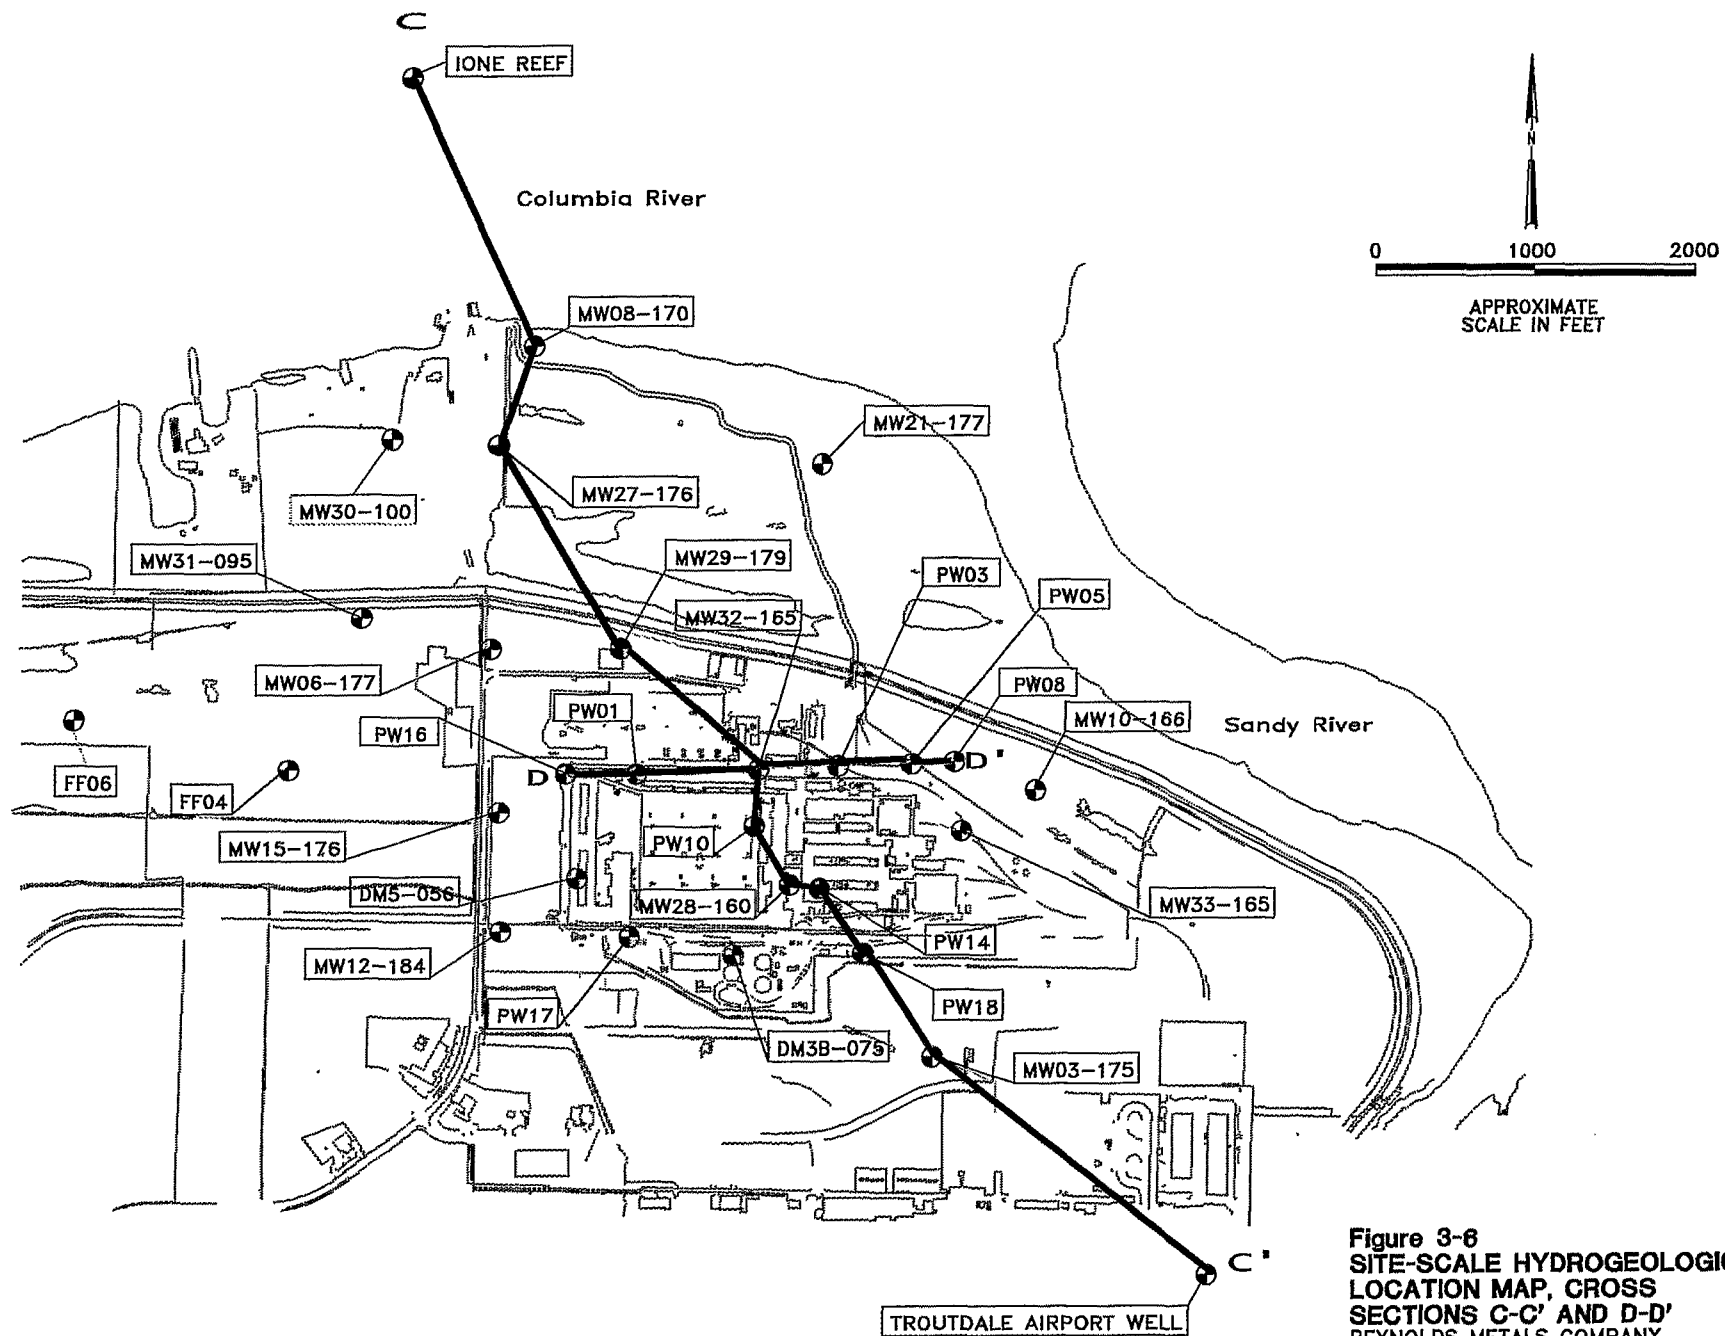 C
IONE REEF
Columbia River
N
0 1000 2000
APPROXIMATE
SCALE IN FEET
MW08-170
MW21-177
MW27-176
MW30-100
MW31-095
MW29-179
PW03
PW05
MW32-165
MW06-177
PW08
PW01
MW10-166
Sandy River
PW16
D
D'
FF06
FF04
PW10
MW15-176
DM5-056
MW28-160
MW33-165
PW14
MW12-184
PW17
PW18
DM3B-075
MW03-175
C'
TROUTDALE AIRPORT WELL
Figure 3-6
SITE-SCALE HYDROGEOLOGIC
LOCATION MAP, CROSS
SECTIONS C-C' AND D-D'
REYNOLDS METALS COMPANY